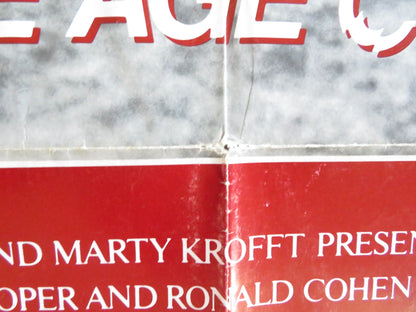 E AGE C
ND MARTY KROFFT PRESEN
OPER AND RONALD COHEN